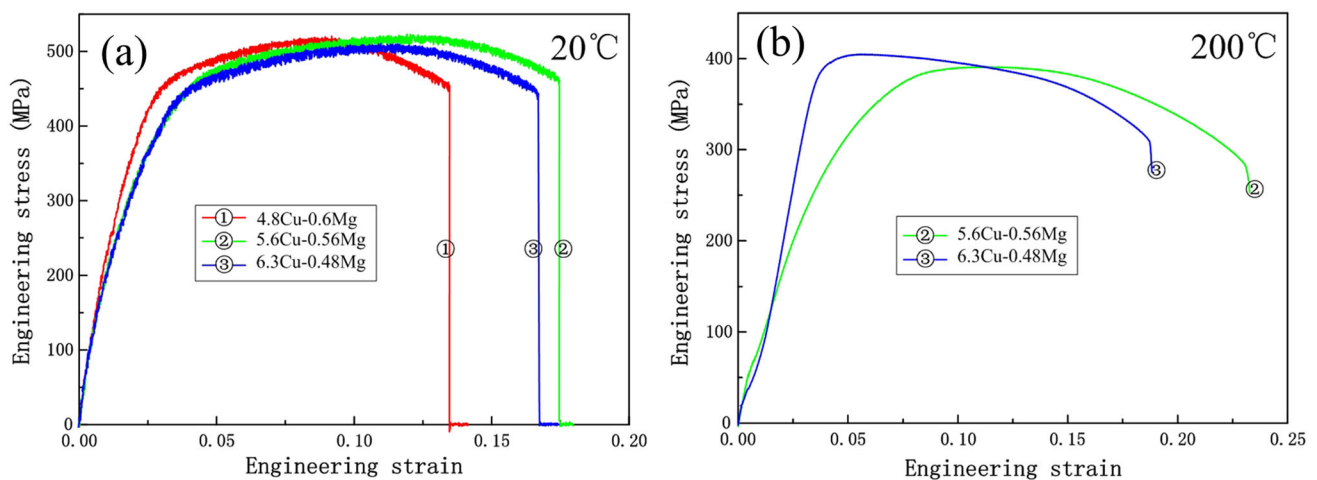 (a)
20℃
Engineering stress (MPa)
500
400
300
200
100
0
① 4.8Cu-0.6Mg
② 5.6Cu-0.56Mg
③ 6.3Cu-0.48Mg
① ③ ②
0.00 0.05 0.10 0.15 0.20
Engineering strain
(b)
200℃
Engineering stress (MPa)
400
300
200
100
0
③
②
② 5.6Cu-0.56Mg
③ 6.3Cu-0.48Mg
0.00 0.05 0.10 0.15 0.20 0.25
Engineering strain